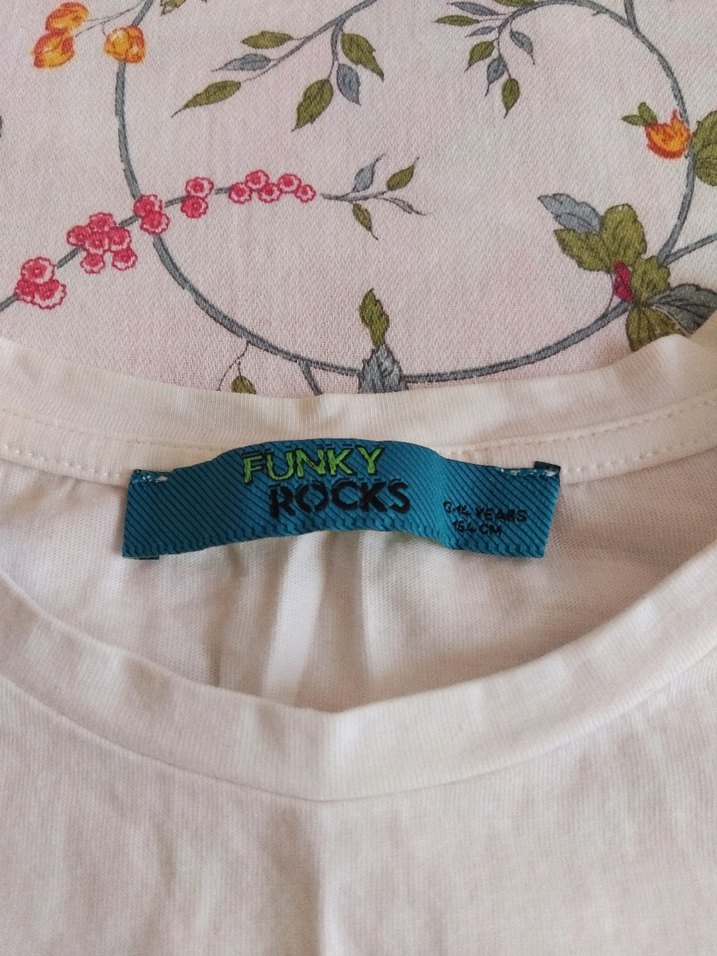 FUNKY
ROCKS
YEARS
164 CM